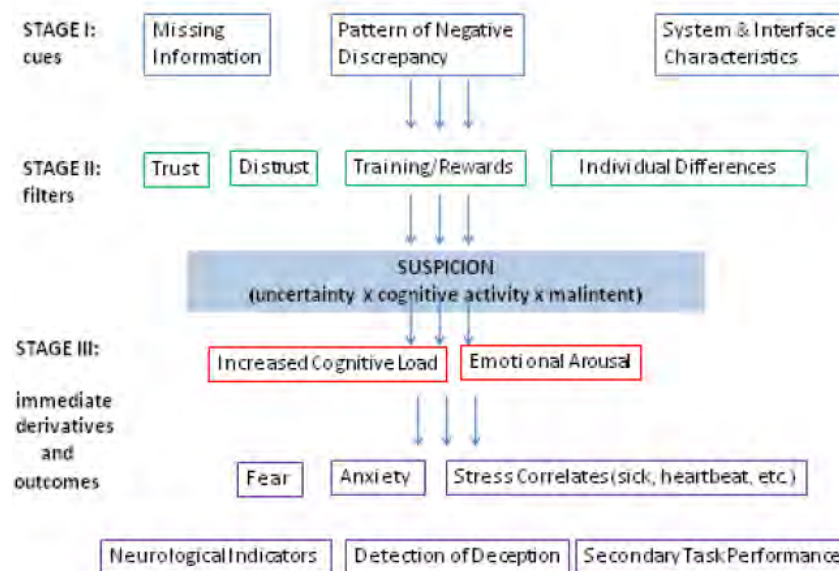 STAGE I:
cues
Missing
Information
Pattern of Negative
Discrepancy
System & Interface
Characteristics
STAGE II:
filters
Trust
Distrust
Training/Rewards
Individual Differences
SUSPICION
(uncertainty x cognitive activity x malintent)
STAGE III:
immediate
derivatives
and
outcomes
Increased Cognitive Load
Emotional Arousal
Fear
Anxiety
Stress Correlates (sick, heartbeat, etc.)
Neurological Indicators
Detection of Deception
Secondary Task Performance